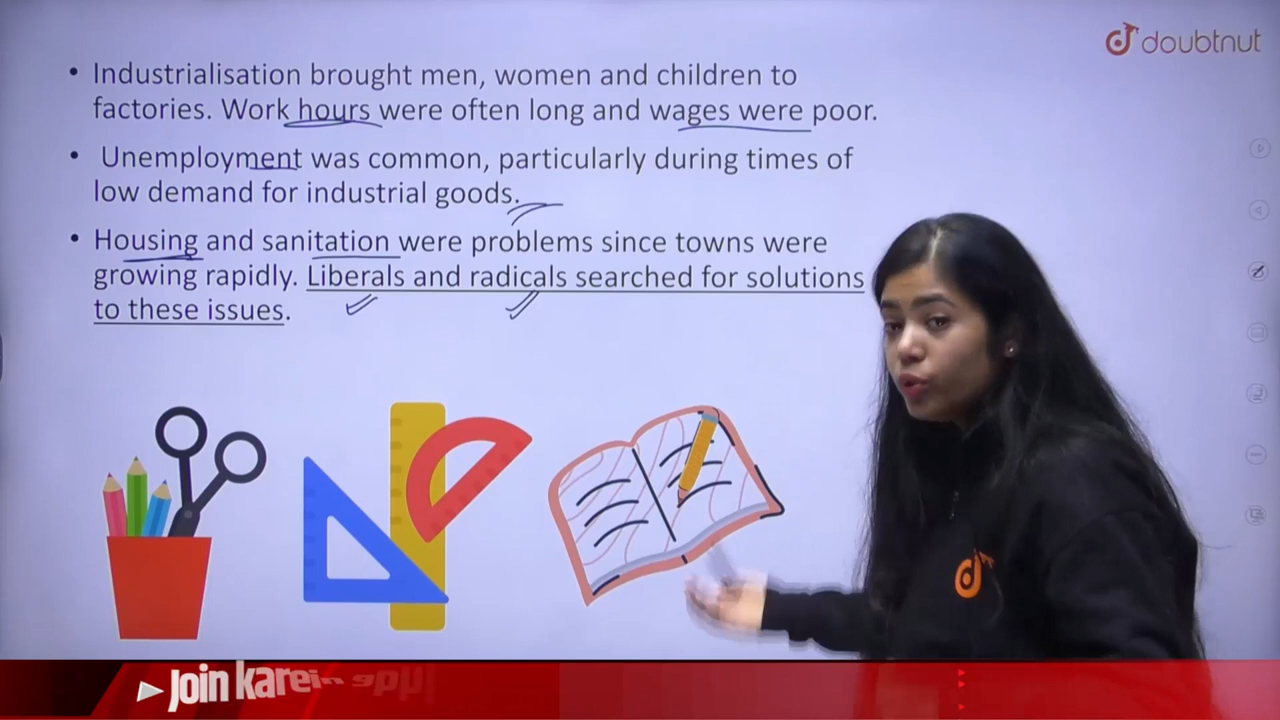 doubtnut
• Industrialisation brought men, women and children to
factories. Work hours were often long and wages were poor.
• Unemployment was common, particularly during times of
low demand for industrial goods.
• Housing and sanitation were problems since towns were
growing rapidly. Liberals and radicals searched for solutions
to these issues.
Join karein app